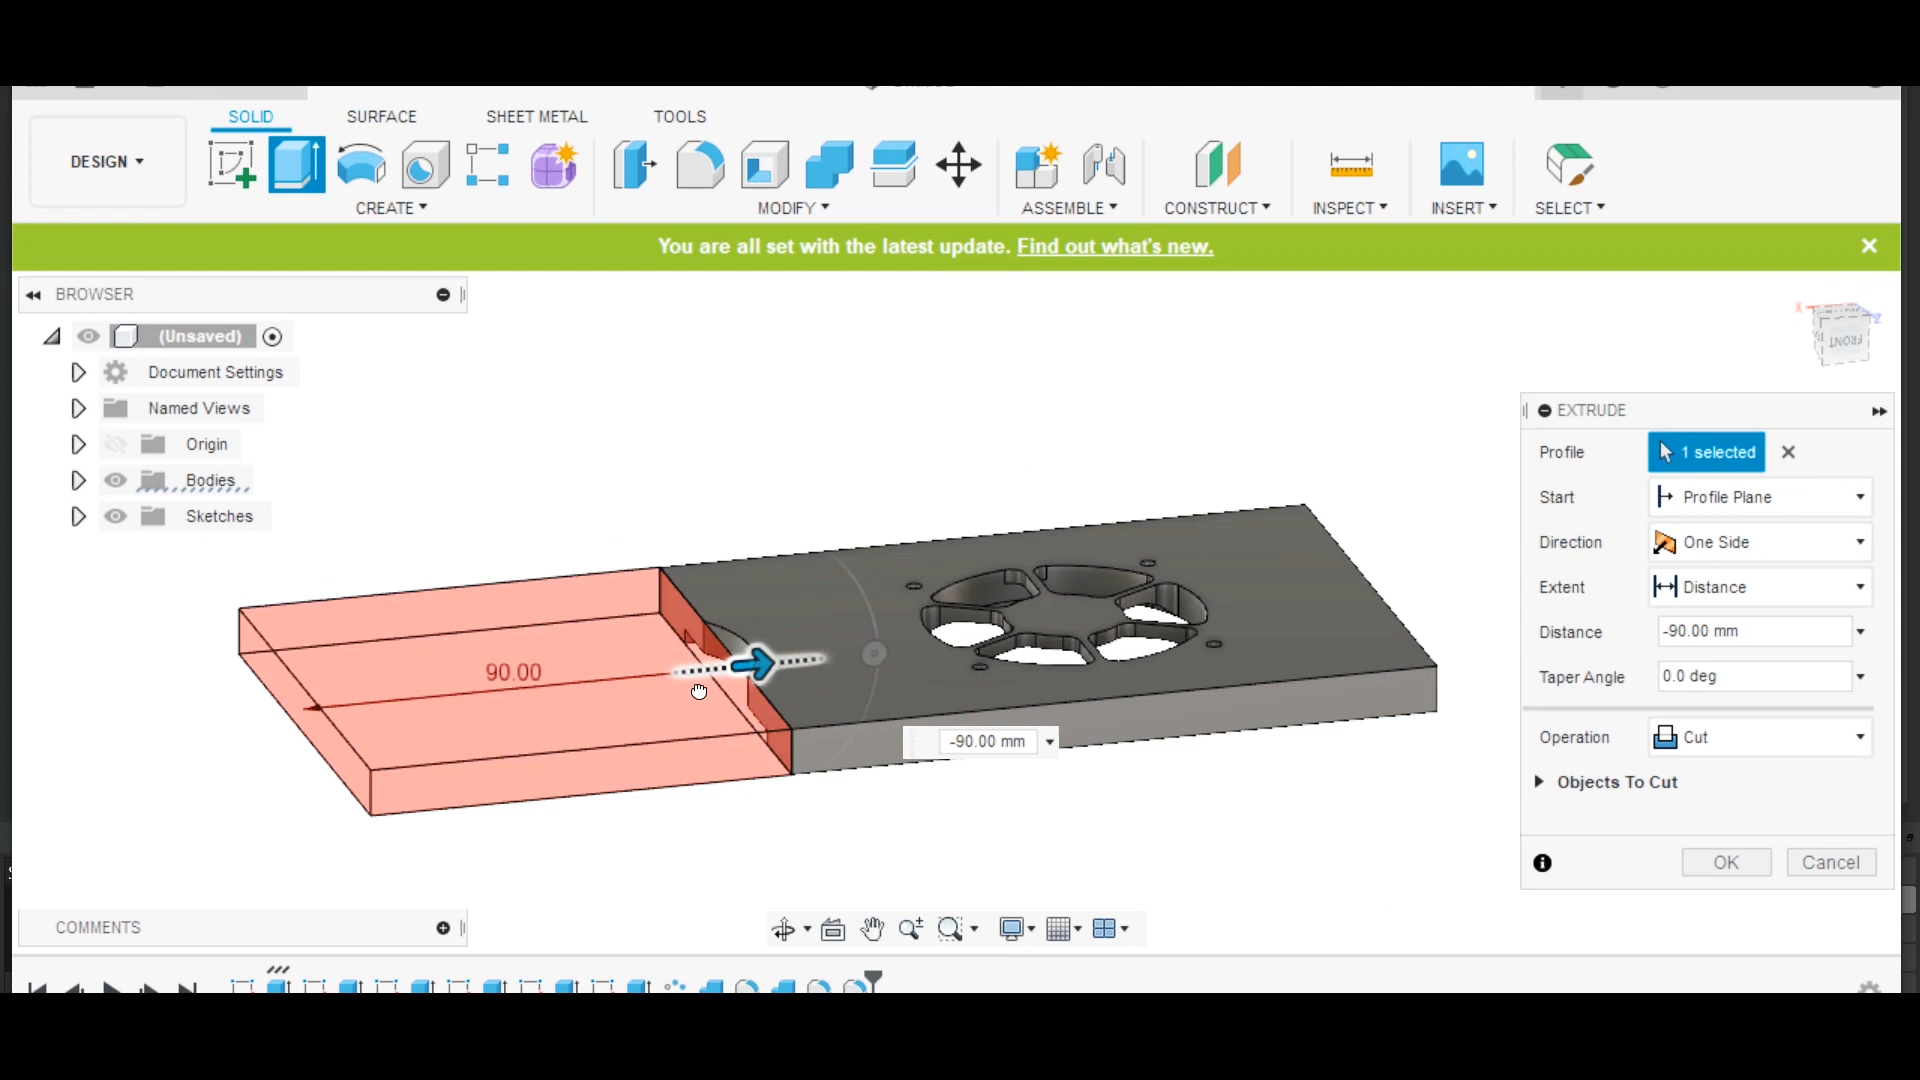 SOLID SURFACE SHEET METAL TOOLS
DESIGN
CREATE MODIFY ASSEMBLE CONSTRUCT INSPECT INSERT SELECT
You are all set with the latest update. Find out what's new.
BROWSER
(Unsaved)
Document Settings
Named Views
Origin
Bodies
Sketches
X
Z
FRONT
EXTRUDE
Profile 1 selected
Start Profile Plane
Direction One Side
Extent Distance
Distance -90.00 mm
Taper Angle 0.0 deg
Operation Cut
Objects To Cut
OK Cancel
90.00
-90.00 mm
COMMENTS